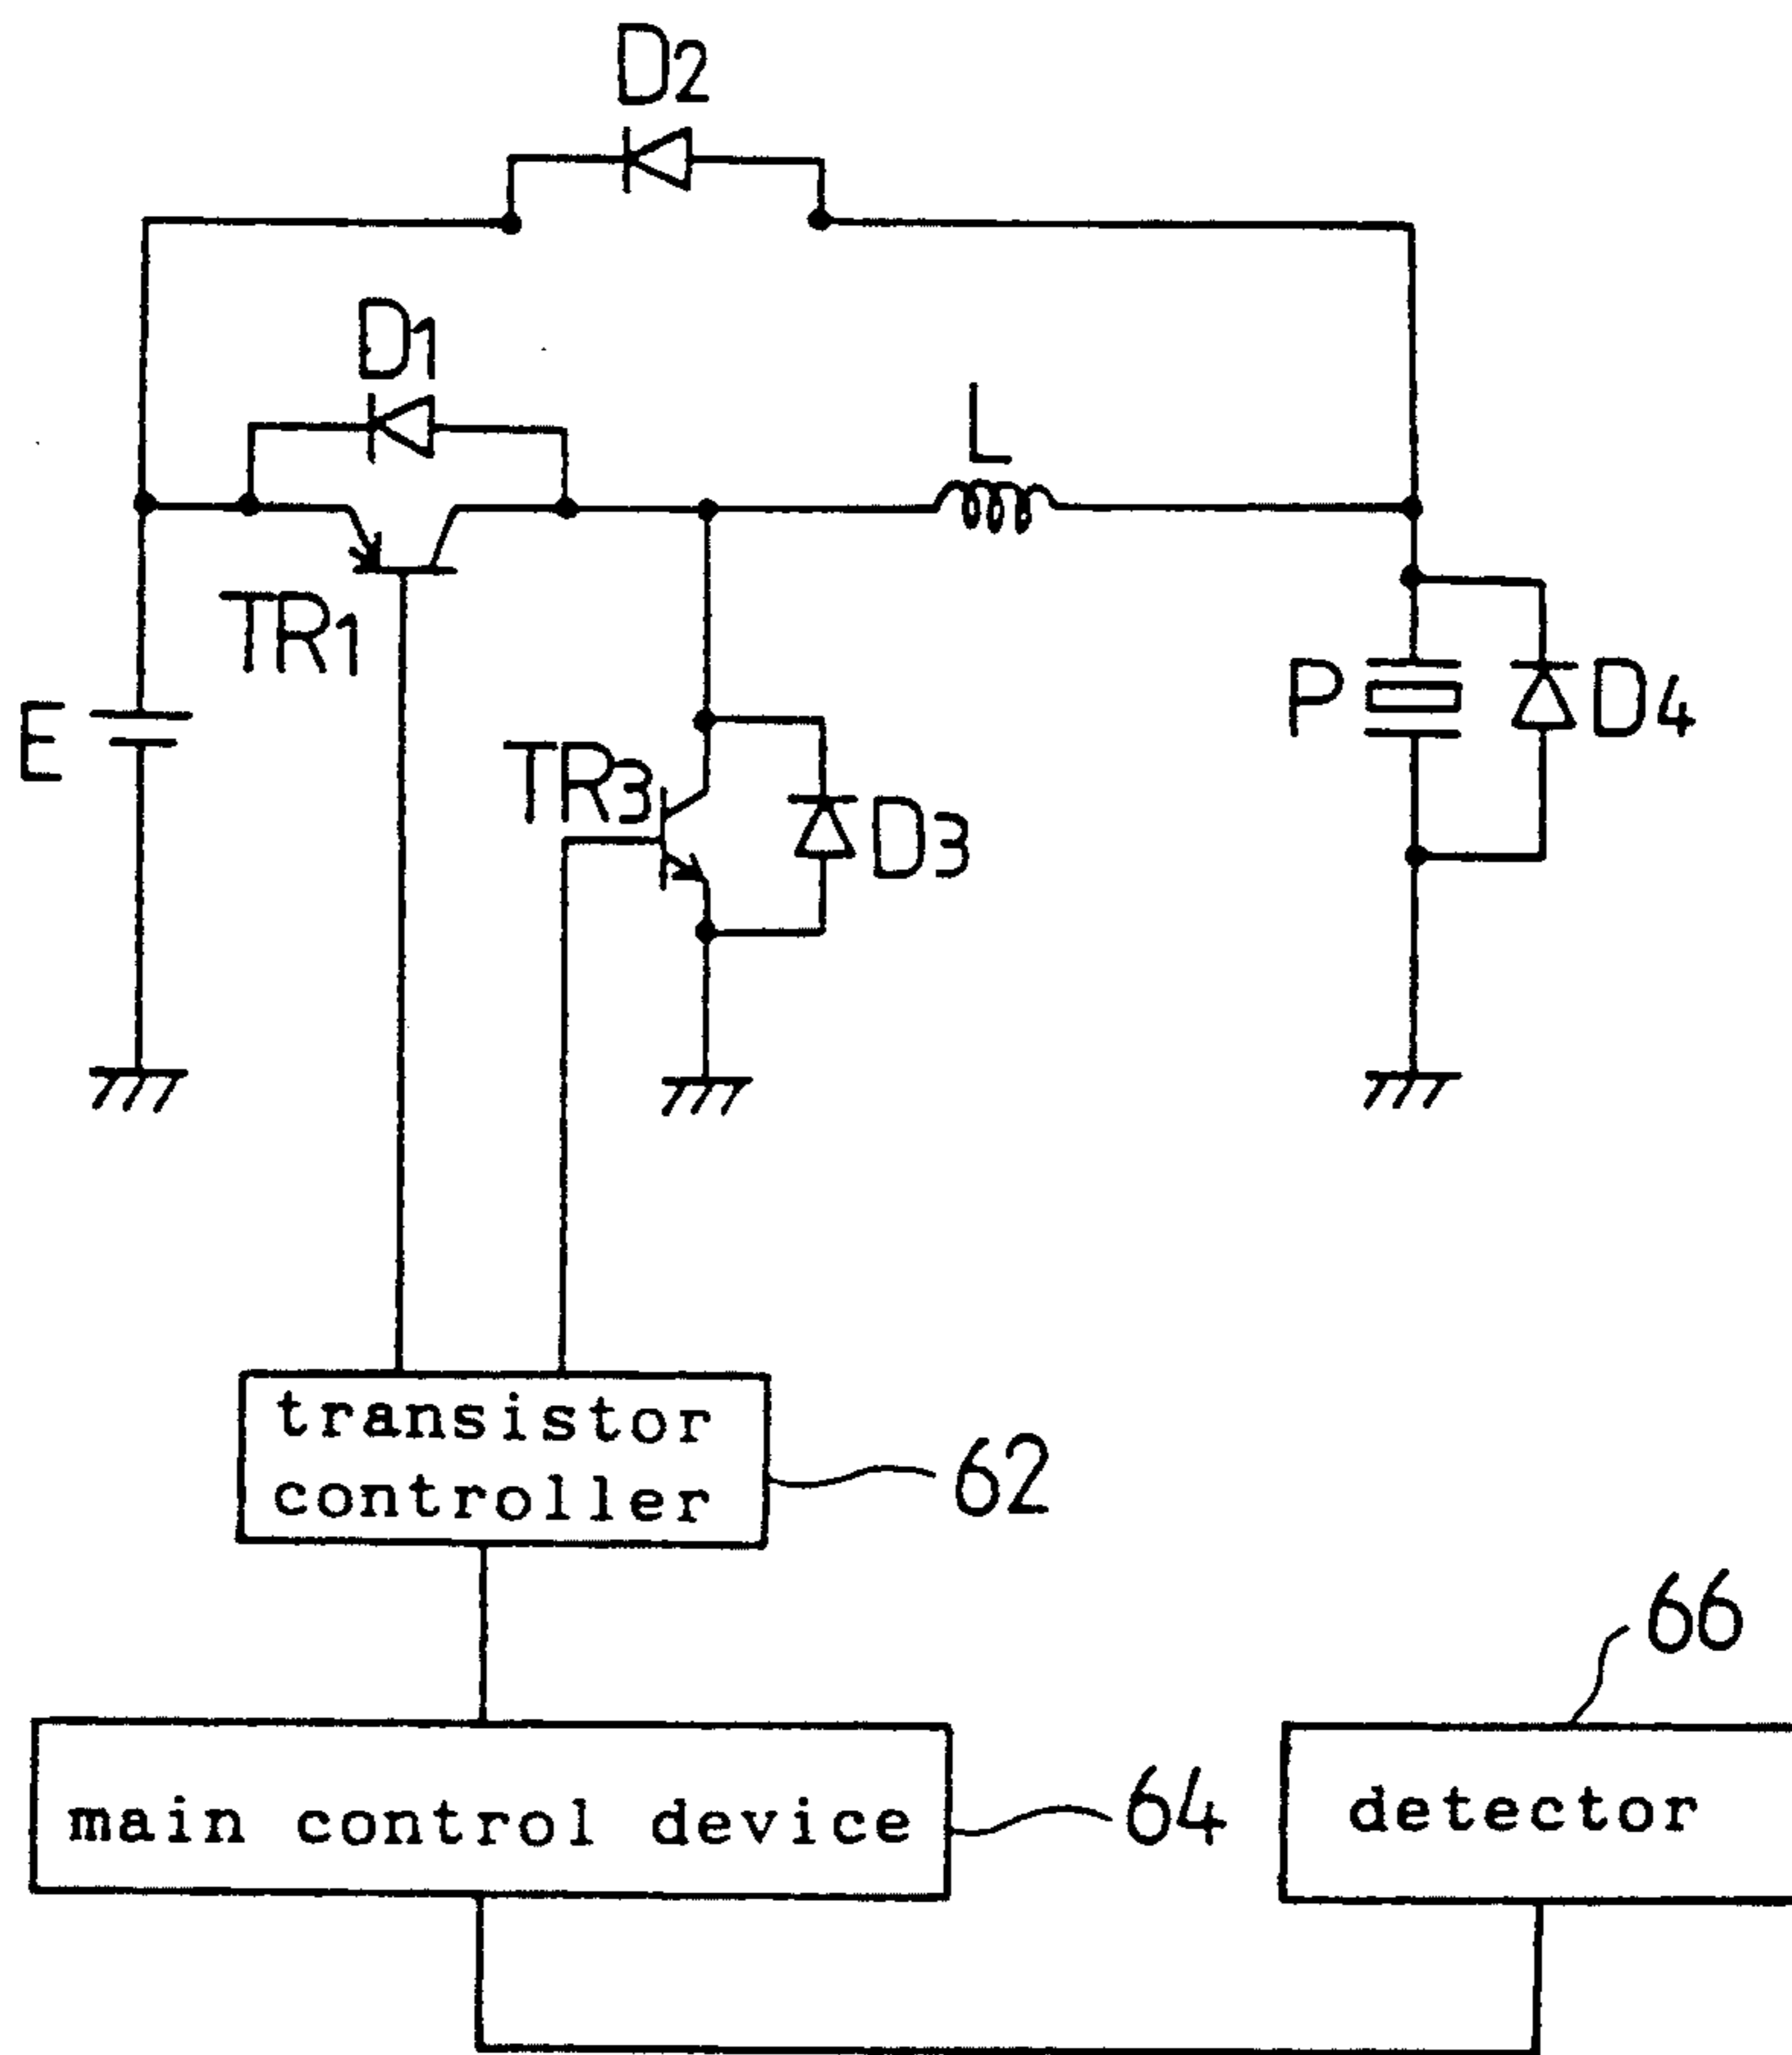 D2
D1
L
TR1
E
TR3
D3
P
D4
transistor
controller
62
66
main control device
64
detector